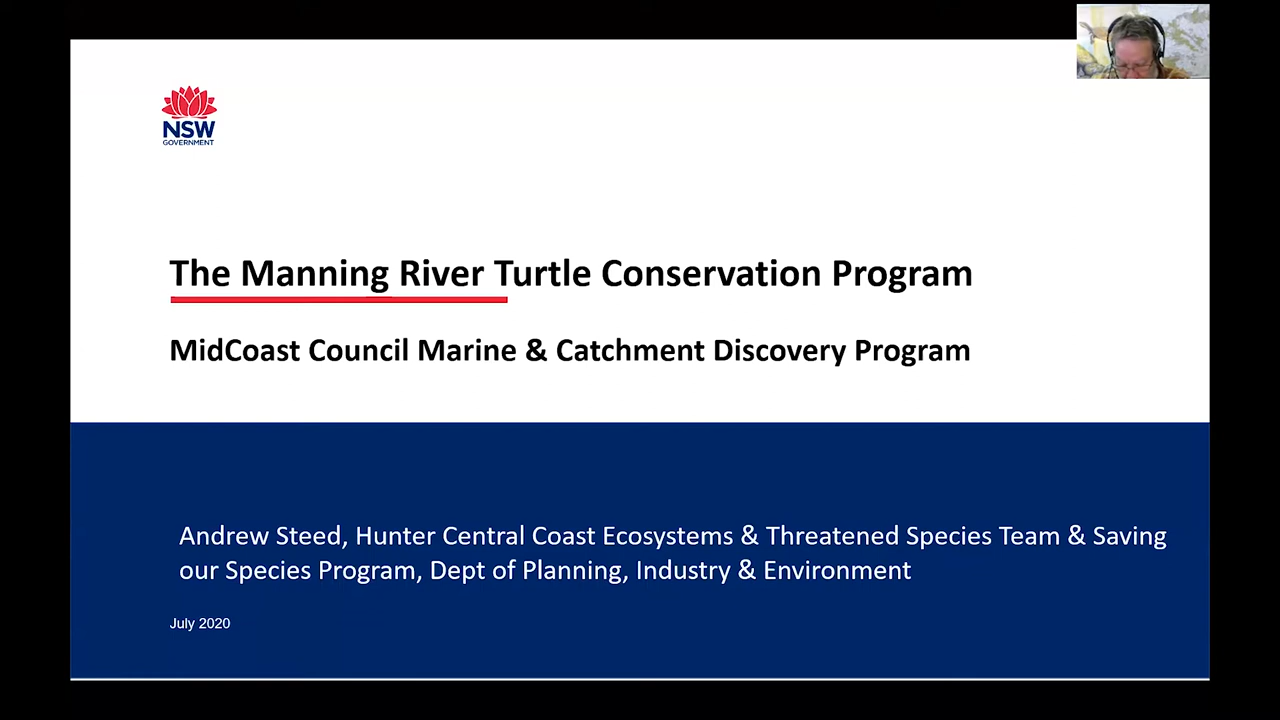 NSW
GOVERNMENT
The Manning River Turtle Conservation Program
MidCoast Council Marine & Catchment Discovery Program
Andrew Steed, Hunter Central Coast Ecosystems & Threatened Species Team & Saving
our Species Program, Dept of Planning, Industry & Environment
July 2020